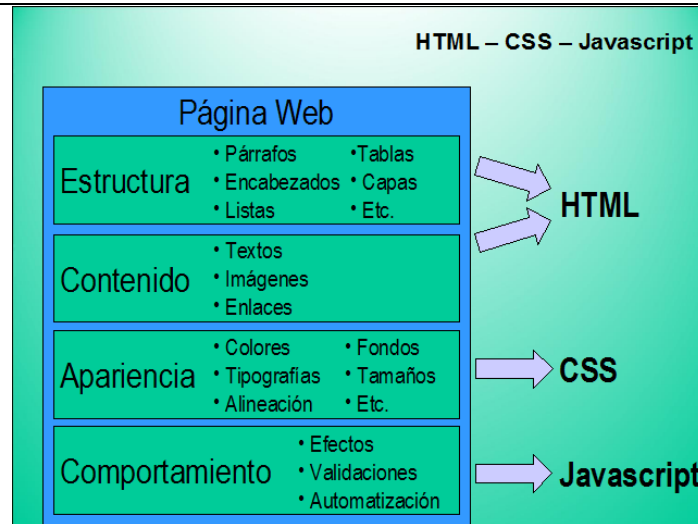 HTML – CSS – Javascript
Página Web
Estructura
• Párrafos •Tablas
• Encabezados • Capas
• Listas • Etc.
HTML
Contenido
• Textos
• Imágenes
• Enlaces
Apariencia
• Colores • Fondos
• Tipografías • Tamaños
• Alineación • Etc.
CSS
Comportamiento
• Efectos
• Validaciones
• Automatización
Javascript